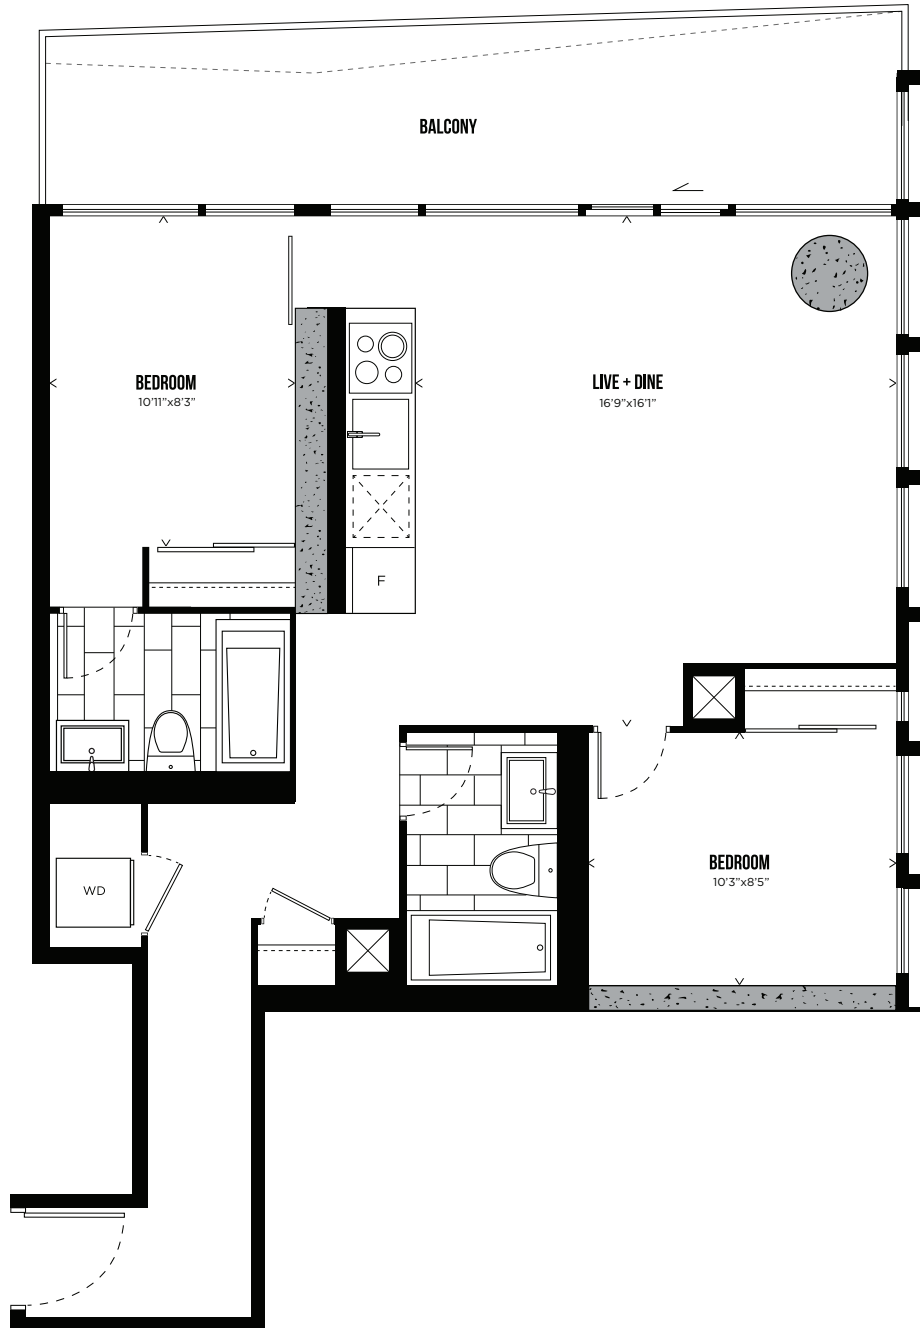 BALCONY
BEDROOM
10'11"x8'3"
LIVE + DINE
16'9"x16'1"
F
BEDROOM
10'3"x8'5"
WD